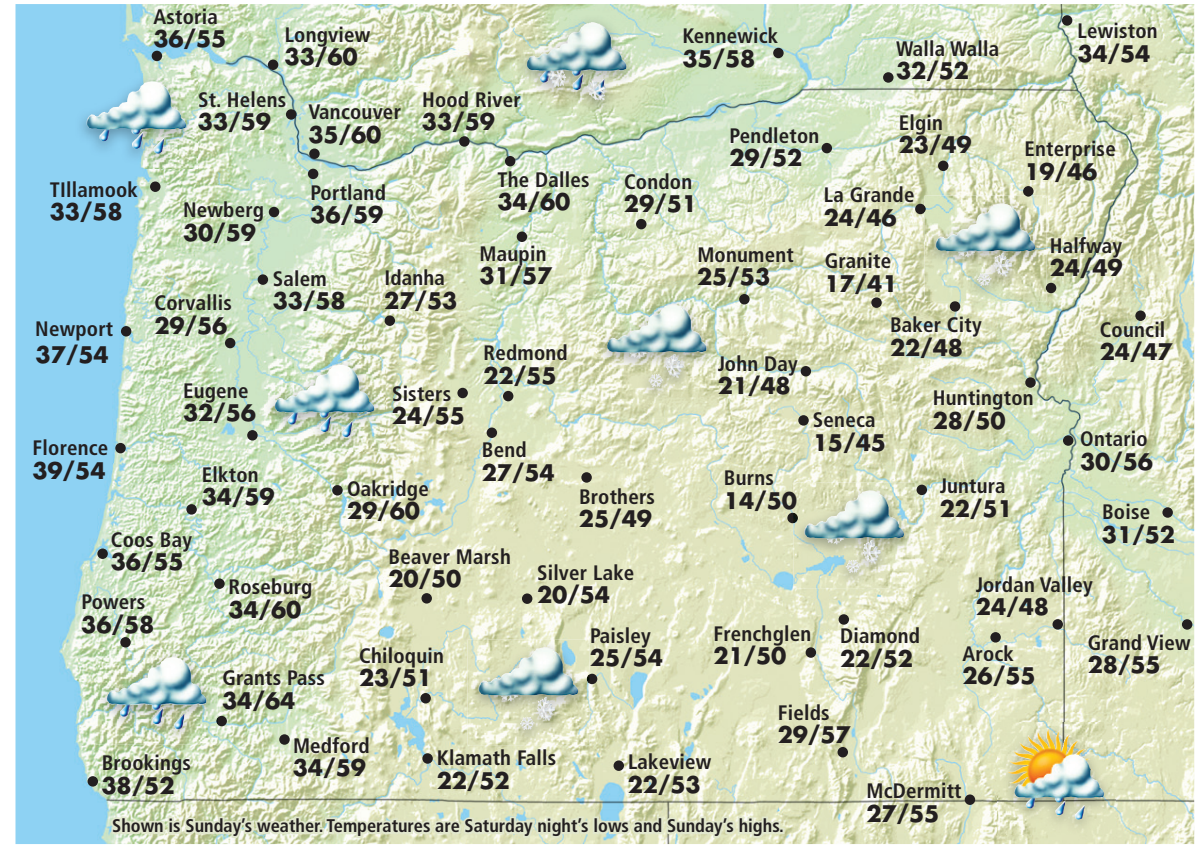 Astoria
36/55
Longview
33/60
Kennewick
35/58
Walla Walla
32/52
Lewiston
34/54
St. Helens
33/59
Vancouver
35/60
Hood River
33/59
Pendleton
29/52
Elgin
23/49
Enterprise
19/46
TIllamook
33/58
Newberg
30/59
Portland
36/59
The Dalles
34/60
Condon
29/51
La Grande
24/46
Maupin
31/57
Monument
25/53
Granite
17/41
Halfway
24/49
Salem
33/58
Idanha
27/53
Corvallis
29/56
Newport
37/54
Baker City
22/48
Council
24/47
Redmond
22/55
John Day
21/48
Eugene
32/56
Sisters
24/55
Huntington
28/50
Seneca
15/45
Florence
39/54
Bend
27/54
Ontario
30/56
Elkton
34/59
Oakridge
29/60
Brothers
25/49
Burns
14/50
Juntura
22/51
Boise
31/52
Coos Bay
36/55
Beaver Marsh
20/50
Silver Lake
20/54
Jordan Valley
24/48
Roseburg
34/60
Powers
36/58
Paisley
25/54
Frenchglen
21/50
Diamond
22/52
Arock
26/55
Grand View
28/55
Chiloquin
23/51
Grants Pass
34/64
Fields
29/57
Medford
34/59
Klamath Falls
22/52
Lakeview
22/53
Brookings
38/52
McDermitt
27/55
Shown is Sunday's weather. Temperatures are Saturday night's lows and Sunday's highs.